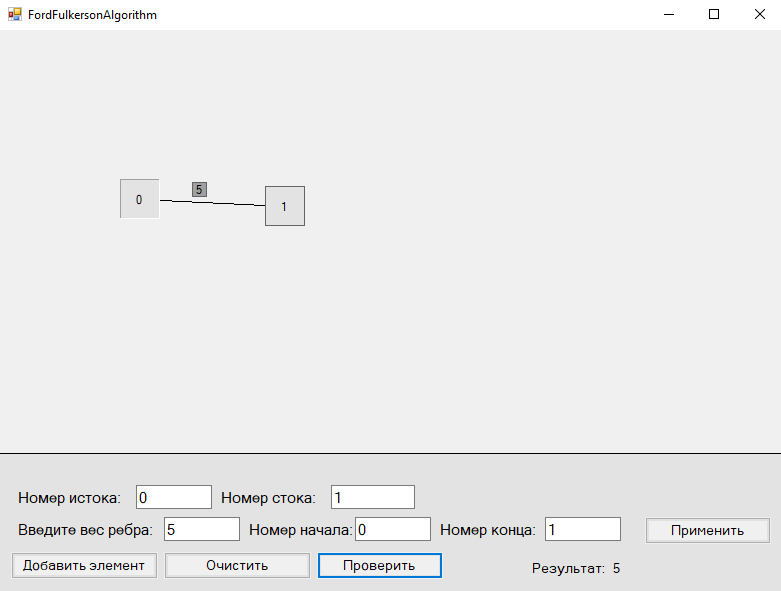 FordFulkersonAlgorithm
5
0
1
Номер истока: 0 Номер стока: 1
Введите вес ребра: 5 Номер начала: 0 Номер конца: 1 Применить
Добавить элемент Очистить Проверить Результат: 5